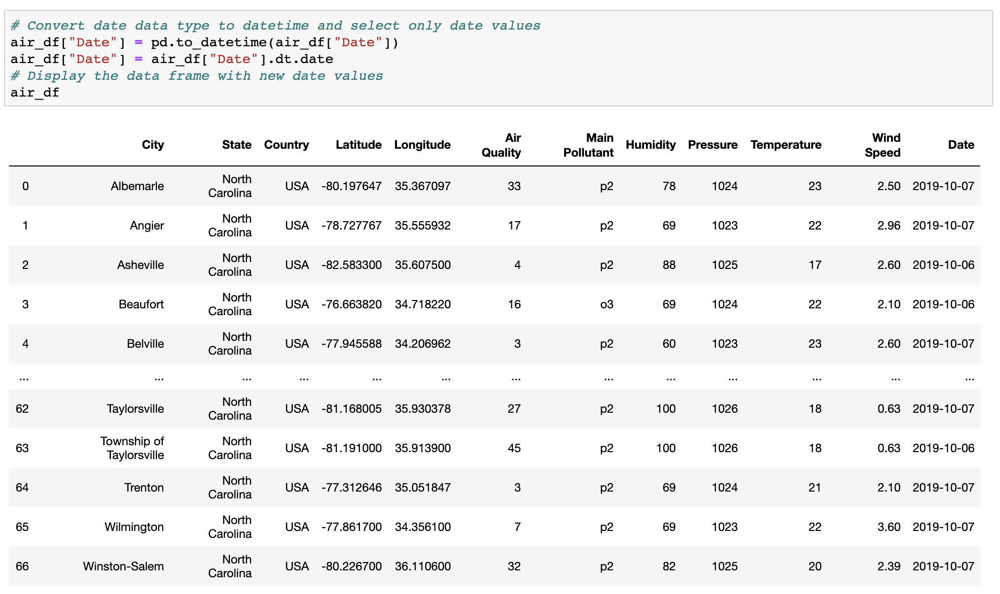 # Convert date data type to datetime and select only date values
air_df["Date"] = pd.to_datetime(air_df["Date"])
air_df["Date"] = air_df["Date"].dt.date
# Display the data frame with new date values
air_df
City State Country Latitude Longitude Air Quality Main Pollutant Humidity Pressure Temperature Wind Speed Date
0 Albemarle North Carolina USA -80.197647 35.367097 33 p2 78 1024 23 2.50 2019-10-07
1 Angier North Carolina USA -78.727767 35.555932 17 p2 69 1023 22 2.96 2019-10-07
2 Asheville North Carolina USA -82.583300 35.607500 4 p2 88 1025 17 2.60 2019-10-06
3 Beaufort North Carolina USA -76.663820 34.718220 16 o3 69 1024 22 2.10 2019-10-06
4 Belville North Carolina USA -77.945588 34.206962 3 p2 60 1023 23 2.60 2019-10-07
... ... ... ... ... ... ... ... ... ... ... ... ...
62 Taylorsville North Carolina USA -81.168005 35.930378 27 p2 100 1026 18 0.63 2019-10-07
63 Township of Taylorsville North Carolina USA -81.191000 35.913900 45 p2 100 1026 18 0.63 2019-10-06
64 Trenton North Carolina USA -77.312646 35.051847 3 p2 69 1024 21 2.10 2019-10-07
65 Wilmington North Carolina USA -77.861700 34.356100 7 p2 69 1023 22 3.60 2019-10-07
66 Winston-Salem North Carolina USA -80.226700 36.110600 32 p2 82 1025 20 2.39 2019-10-07